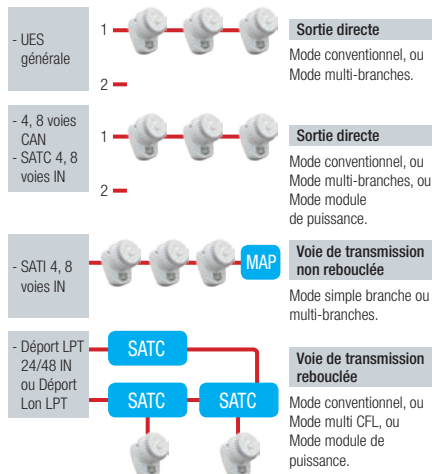 - UES
générale
1
2
Sortie directe
Mode conventionnel, ou
Mode multi-branches.
- 4, 8 voies
CAN
- SATC 4, 8
voies IN
1
2
Sortie directe
Mode conventionnel, ou
Mode multi-branches, ou
Mode module
de puissance.
- SATI 4, 8
voies IN
MAP
Voie de transmission
non rebouclée
Mode simple branche ou
multi-branches.
- Déport LPT
24/48 IN
ou Déport
Lon LPT
SATC
SATC
SATC
Voie de transmission
rebouclée
Mode conventionnel, ou
Mode multi CFL, ou
Mode module de
puissance.